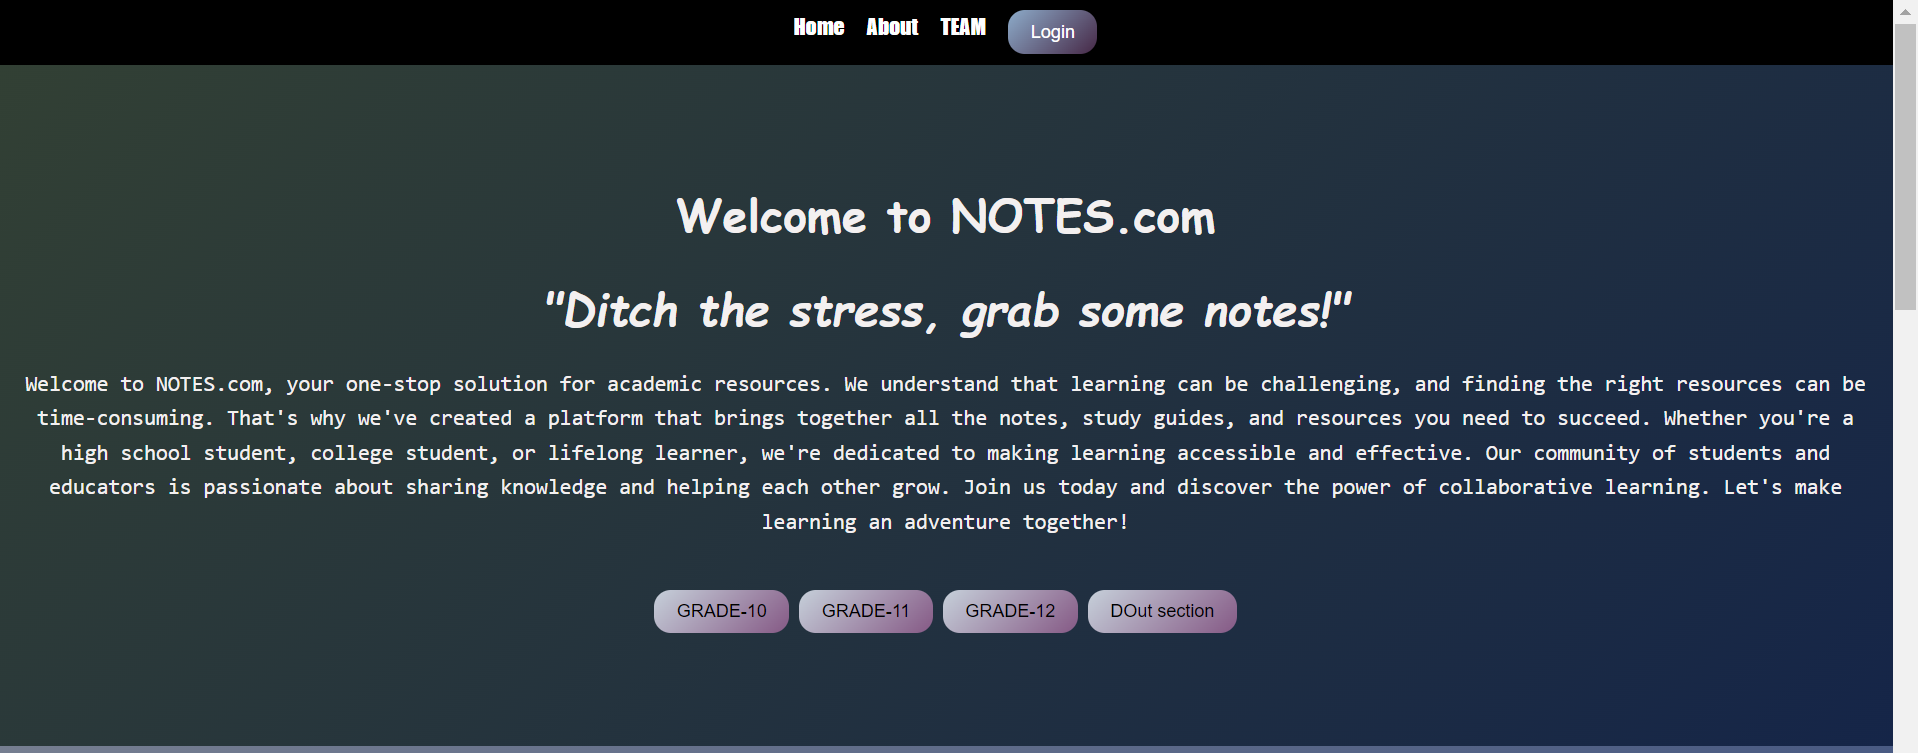 Home About TEAM Login
Welcome to NOTES.com
"Ditch the stress, grab some notes!"
Welcome to NOTES.com, your one-stop solution for academic resources. We understand that learning can be challenging, and finding the right resources can be
time-consuming. That's why we've created a platform that brings together all the notes, study guides, and resources you need to succeed. Whether you're a
high school student, college student, or lifelong learner, we're dedicated to making learning accessible and effective. Our community of students and
educators is passionate about sharing knowledge and helping each other grow. Join us today and discover the power of collaborative learning. Let's make
learning an adventure together!
GRADE-10 GRADE-11 GRADE-12 DOut section